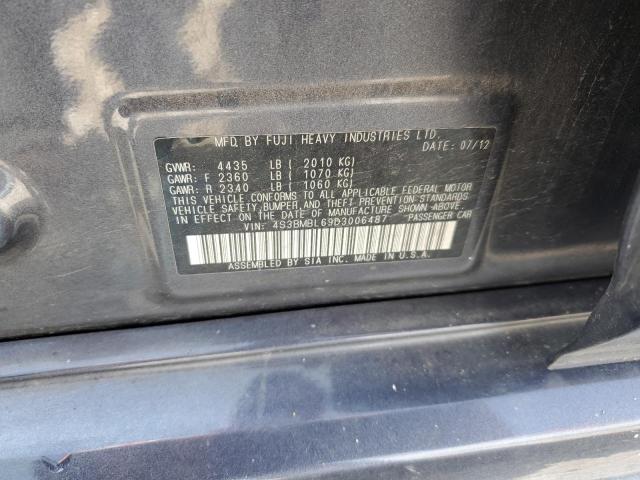 MFD. BY FUJI HEAVY INDUSTRIES LTD.
DATE: 07/12
GVWR: 4435 LB ( 2010 KG)
GAWR: F 2360 LB ( 1070 KG)
GAWR: R 2340 LB ( 1060 KG)
THIS VEHICLE CONFORMS TO ALL APPLICABLE FEDERAL MOTOR
VEHICLE SAFETY, BUMPER AND THEFT PREVENTION STANDARDS
IN EFFECT ON THE DATE OF MANUFACTURE SHOWN ABOVE.
VIN: 4S3BMBL69D3006487 PASSENGER CAR
ASSEMBLED BY SIA INC. MADE IN U.S.A.